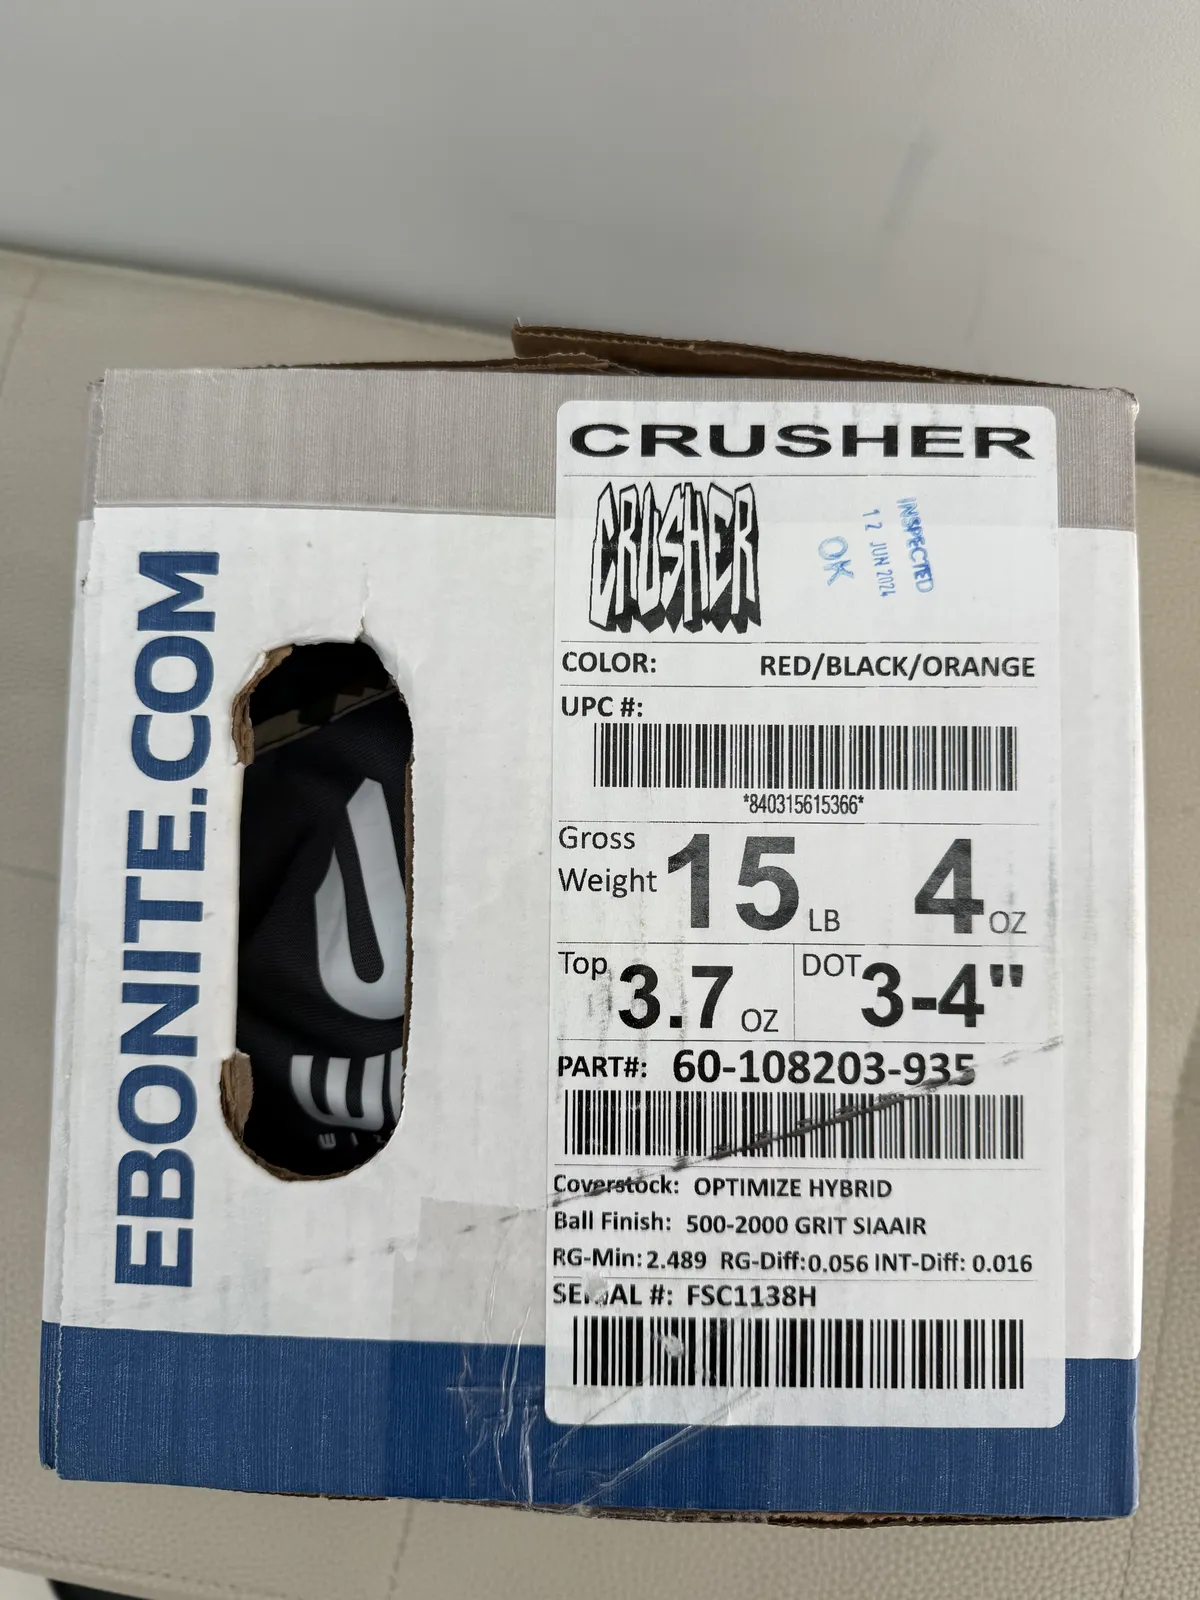 CRUSHER
CRUSHER
INSPECTED
12 JUN 2024
OK
COLOR: RED/BLACK/ORANGE
UPC #:
*840315615366*
Gross Weight 15 LB 4 OZ
Top 3.7 OZ DOT 3-4"
PART#: 60-108203-935
Coverstock: OPTIMIZE HYBRID
Ball Finish: 500-2000 GRIT SIAAIR
RG-Min: 2.489 RG-Diff:0.056 INT-Diff: 0.016
SERIAL #: FSC1138H
EBONITE.COM